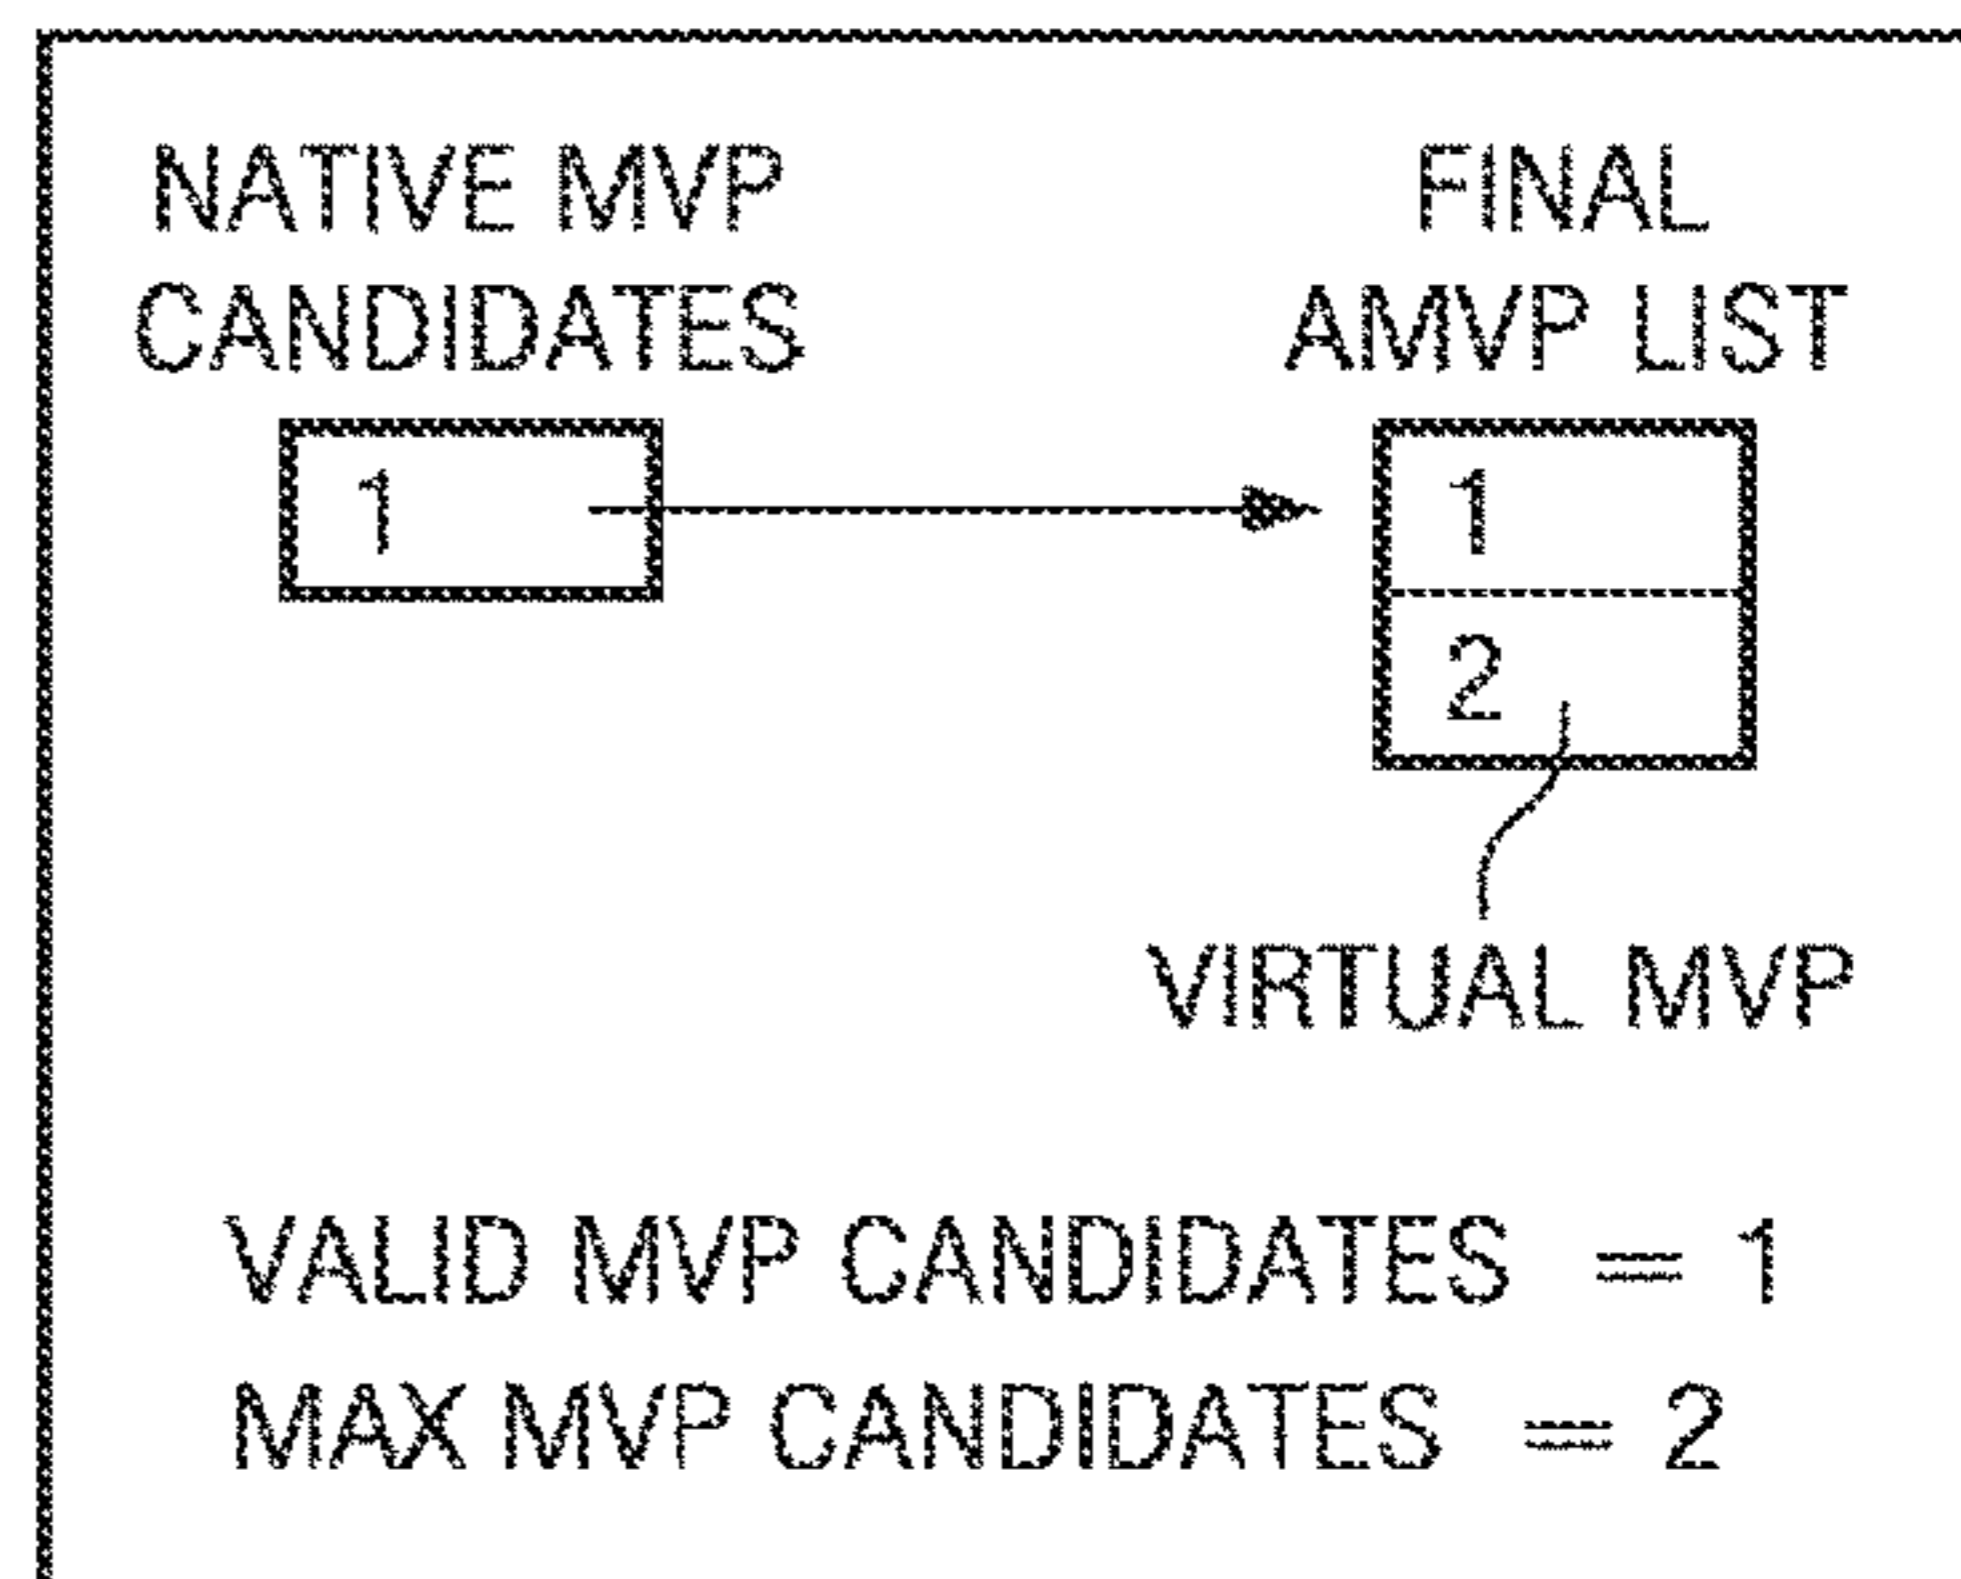 NATIVE MVP
CANDIDATES
FINAL
AMVP LIST
1
1
2
VIRTUAL MVP
VALID MVP CANDIDATES = 1
MAX MVP CANDIDATES = 2